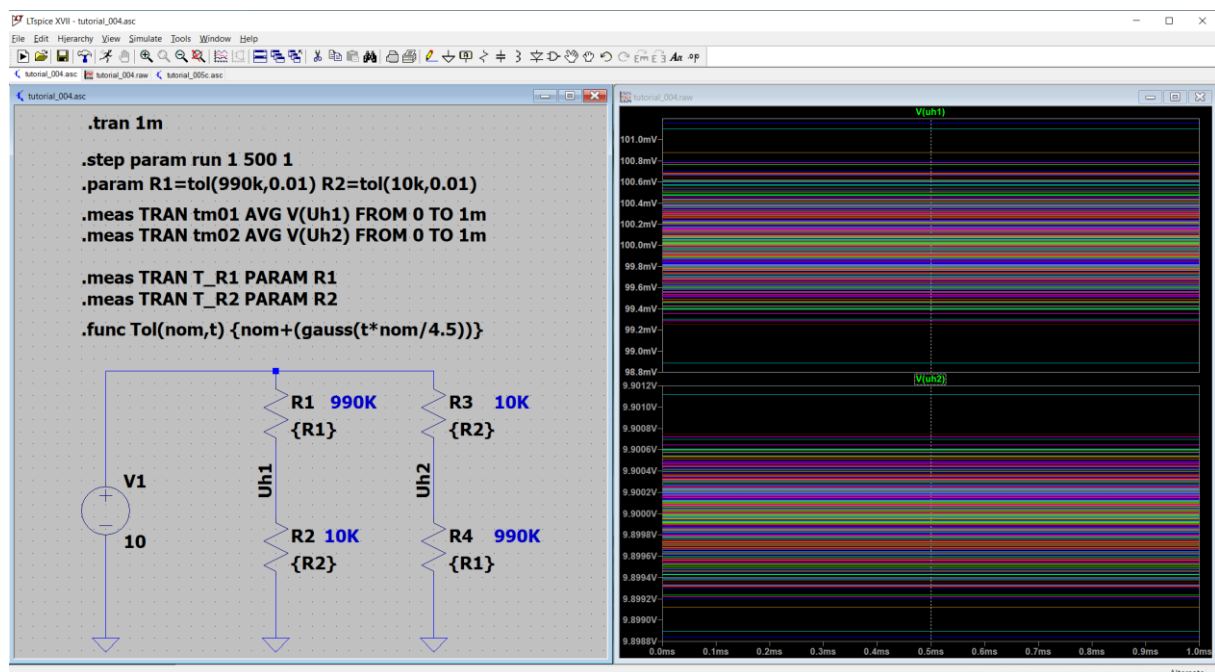 LTspice XVII - tutorial_004.asc
File Edit Hierarchy View Simulate Tools Window Help
tutorial_004.asc tutorial_004.raw tutorial_005c.asc
tutorial_004.asc
.tran 1m
.step param run 1 500 1
.param R1=tol(990k,0.01) R2=tol(10k,0.01)
.meas TRAN tm01 AVG V(Uh1) FROM 0 TO 1m
.meas TRAN tm02 AVG V(Uh2) FROM 0 TO 1m
.meas TRAN T_R1 PARAM R1
.meas TRAN T_R2 PARAM R2
.func Tol(nom,t) {nom+(gauss(t*nom/4.5))}
R1 990K
{R1}
R3 10K
{R2}
V1
10
Uh1
Uh2
R2 10K
{R2}
R4 990K
{R1}
tutorial_004.raw
V(uh1)
101.0mV
100.8mV
100.6mV
100.4mV
100.2mV
100.0mV
99.8mV
99.6mV
99.4mV
99.2mV
99.0mV
98.8mV
V(uh2)
9.9012V
9.9010V
9.9008V
9.9006V
9.9004V
9.9002V
9.9000V
9.8998V
9.8996V
9.8994V
9.8992V
9.8990V
9.8988V
0.0ms 0.1ms 0.2ms 0.3ms 0.4ms 0.5ms 0.6ms 0.7ms 0.8ms 0.9ms 1.0ms